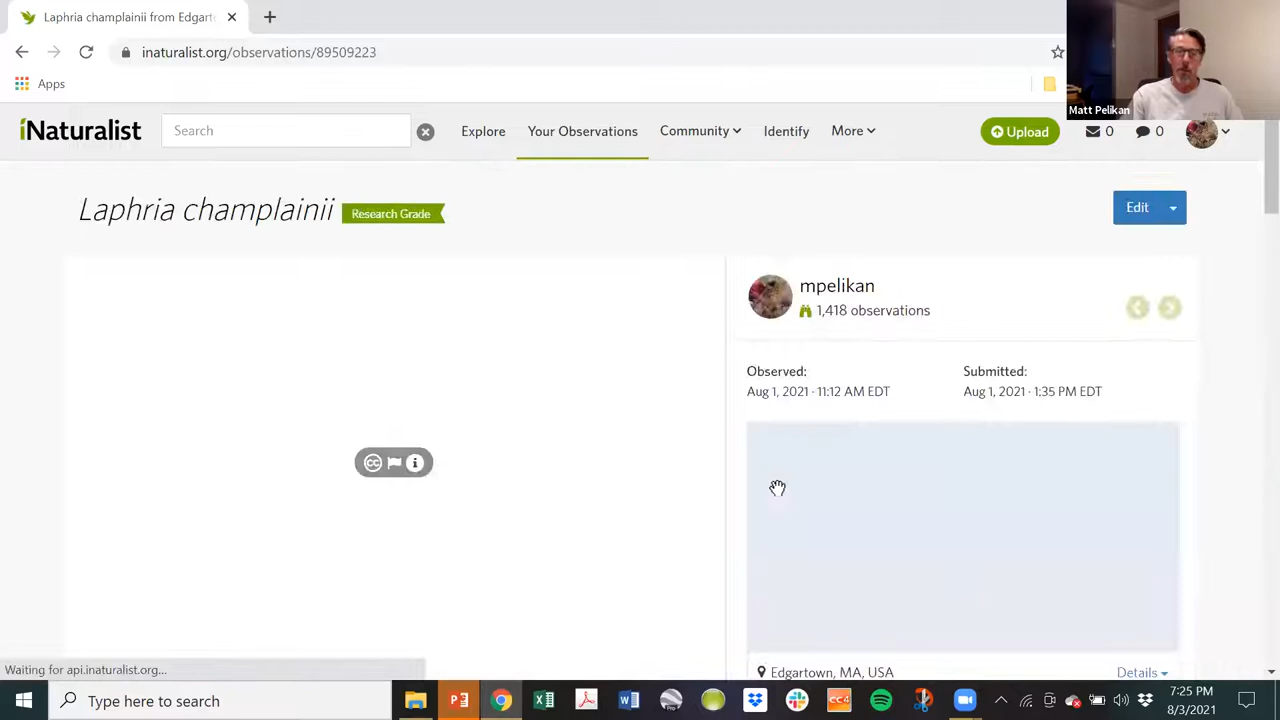 Laphria champlainii from Edgart
inaturalist.org/observations/89509223
Apps
Matt Pelikan
iNaturalist
Search
Explore
Your Observations
Community
Identify
More
Upload
0
0
Laphria champlainii
Research Grade
Edit
mpelikan
1,418 observations
Observed:
Aug 1, 2021 · 11:12 AM EDT
Submitted:
Aug 1, 2021 · 1:35 PM EDT
Edgartown, MA, USA
Details
Waiting for api.inaturalist.org...
Type here to search
7:25 PM
8/3/2021